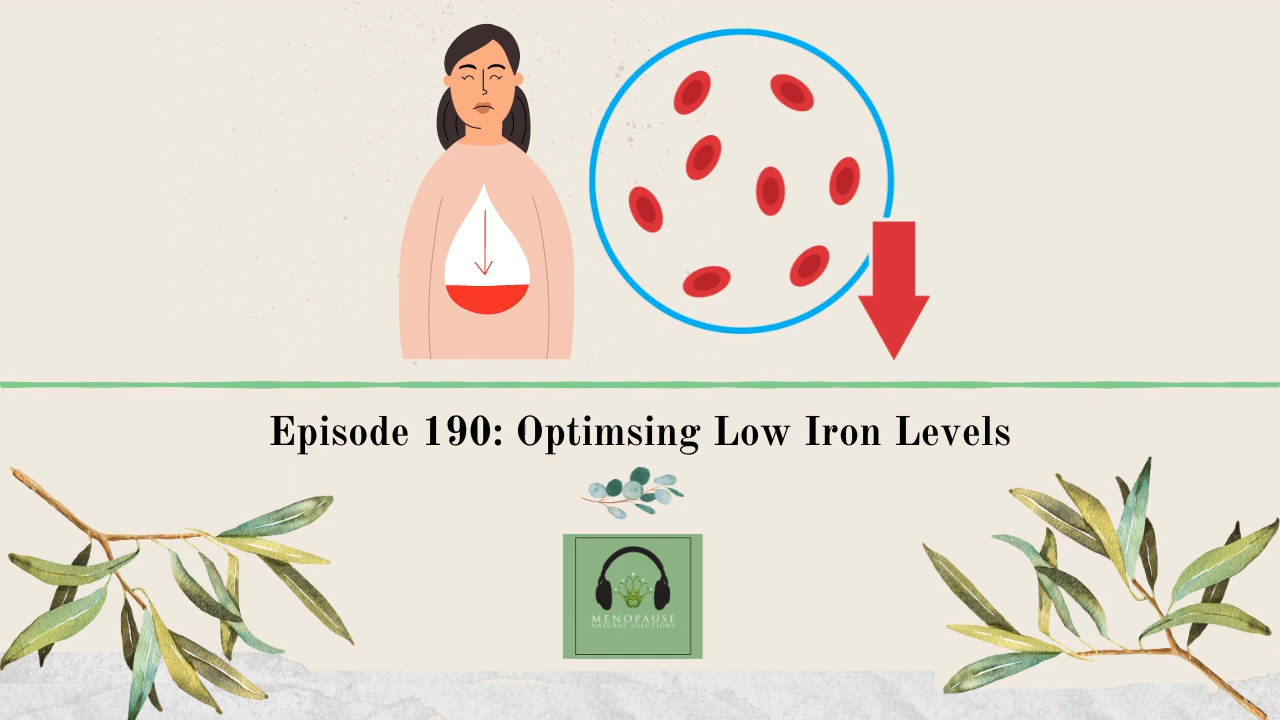 Episode 190: Optimsing Low Iron Levels
MENOPAUSE
NATURAL SOLUTIONS